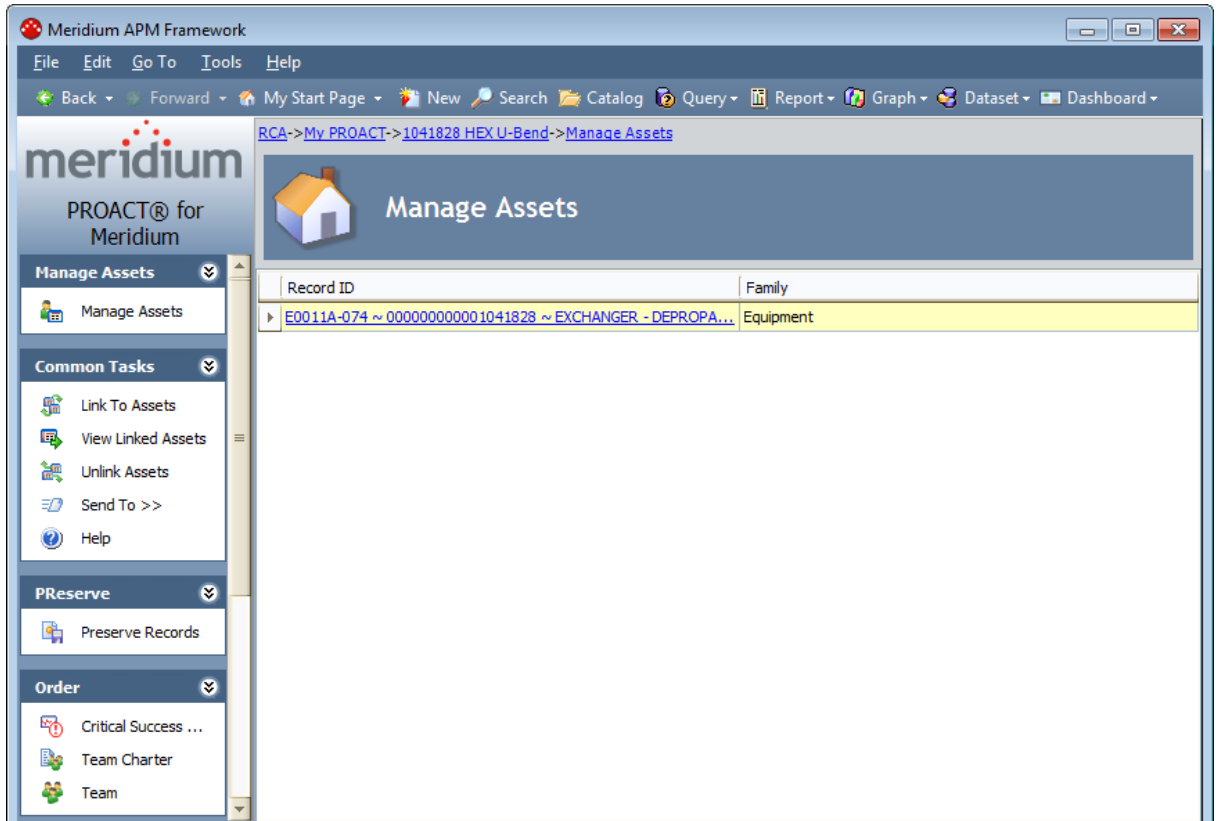 Meridium APM Framework
File Edit Go To Tools Help
Back Forward My Start Page New Search Catalog Query Report Graph Dataset Dashboard
meridium
PROACT® for
Meridium
RCA->My PROACT->1041828 HEX U-Bend->Manage Assets
Manage Assets
Manage Assets
Manage Assets
Common Tasks
Link To Assets
View Linked Assets
Unlink Assets
Send To >>
Help
PReserve
Preserve Records
Order
Critical Success ...
Team Charter
Team
Record ID Family
E0011A-074 ~ 000000000001041828 ~ EXCHANGER - DEPROPA... Equipment